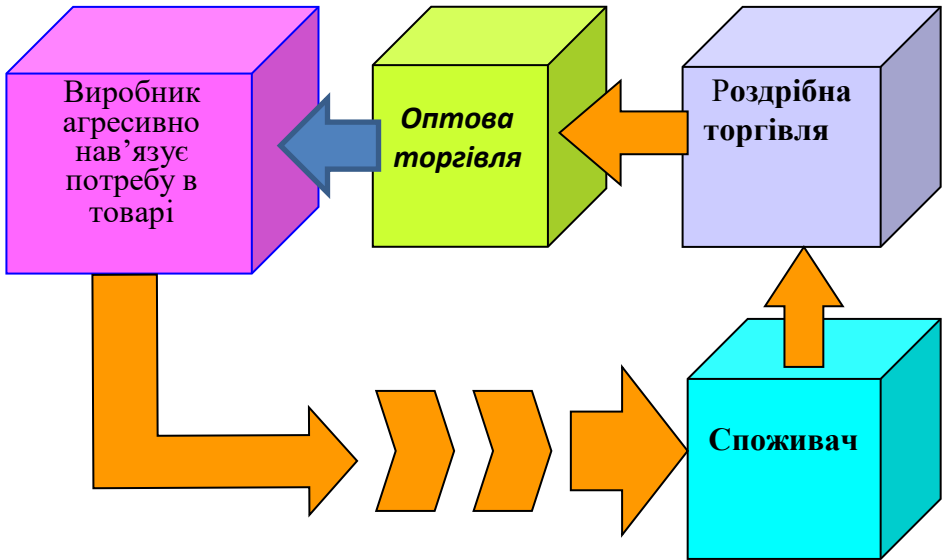 Виробник
агресивно
нав’язує
потребу в
товарі
Оптова
торгівля
Роздрібна
торгівля
Споживач